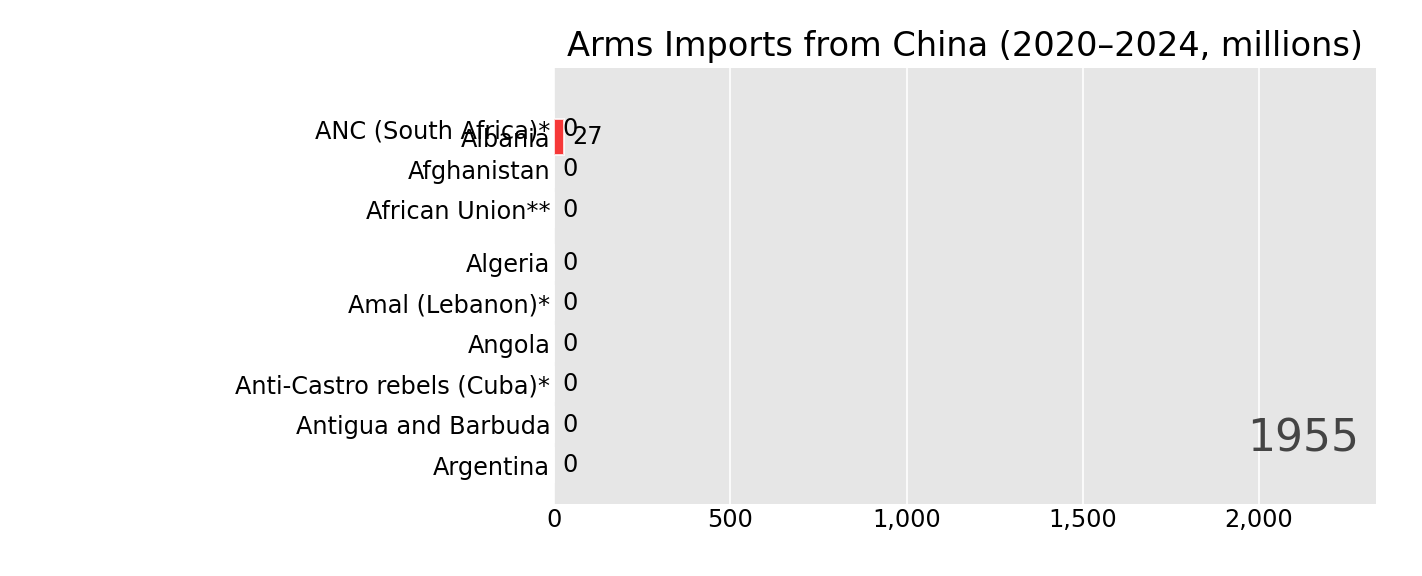 Arms Imports from China (2020–2024, millions)
ANC (South Africa)* 0
Albania 27
Afghanistan 0
African Union** 0
Algeria 0
Amal (Lebanon)* 0
Angola 0
Anti-Castro rebels (Cuba)* 0
Antigua and Barbuda 0
1955
Argentina 0
0 500 1,000 1,500 2,000